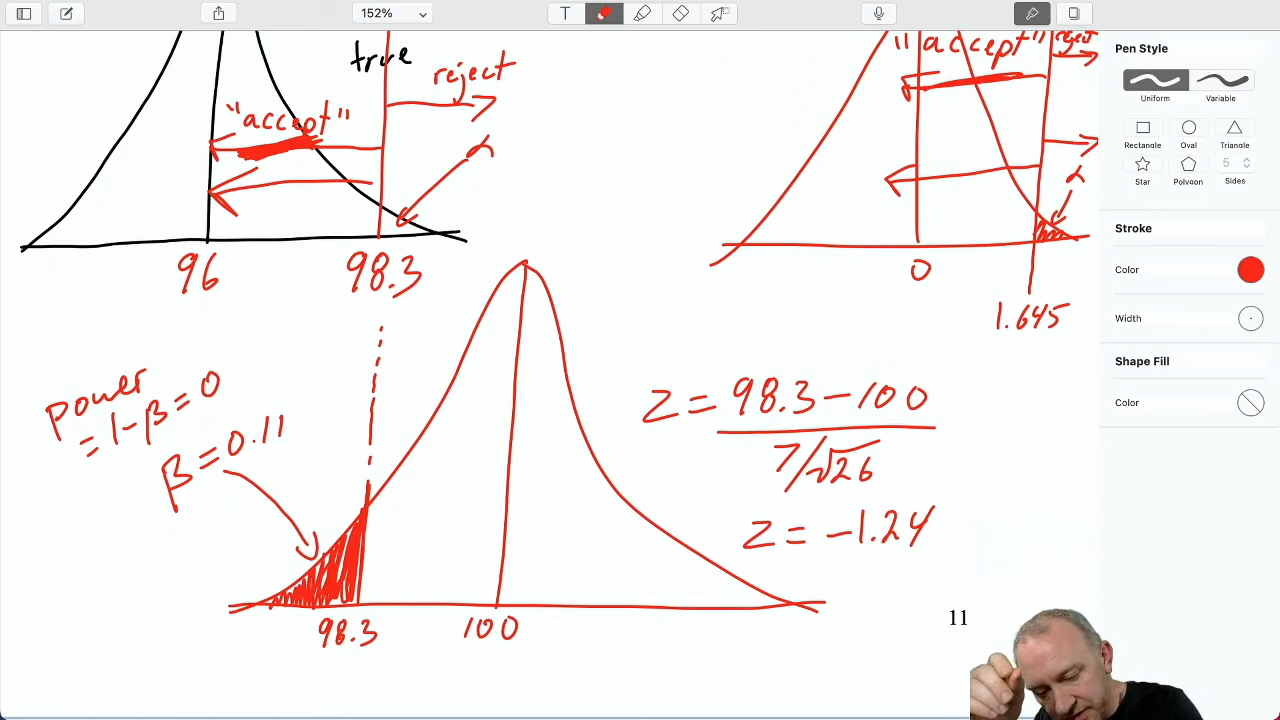 152%
T
true
reject
"accept"
α
96
98.3
"accept"
reject
α
0
1.645
power
= 1-β = 0
β = 0.11
98.3
100
z = 98.3 - 100
7/√26
z = -1.24
11
Pen Style
Uniform
Variable
Rectangle
Oval
Triangle
Star
Polygon
5
Sides
Stroke
Color
Width
Shape Fill
Color